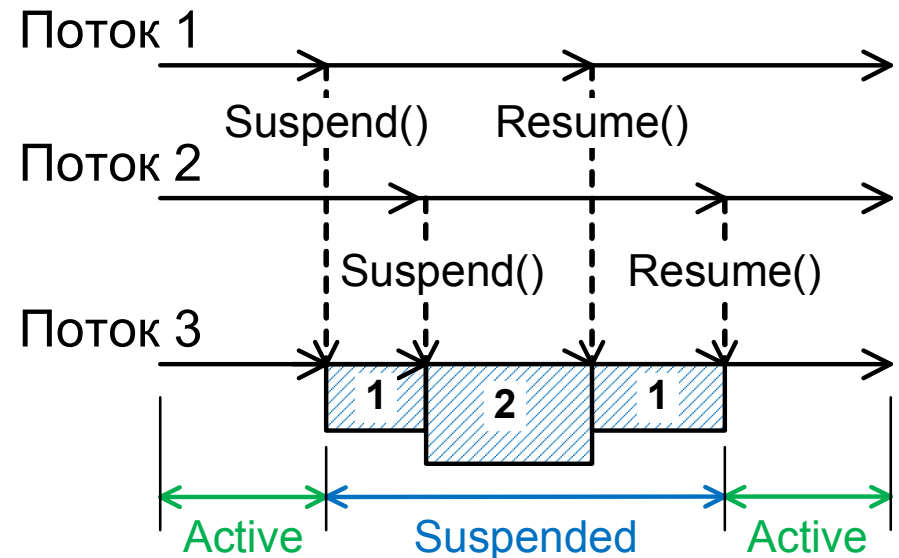 Поток 1
Suspend() Resume()
Поток 2
Suspend() Resume()
Поток 3
1 2 1
Active Suspended Active